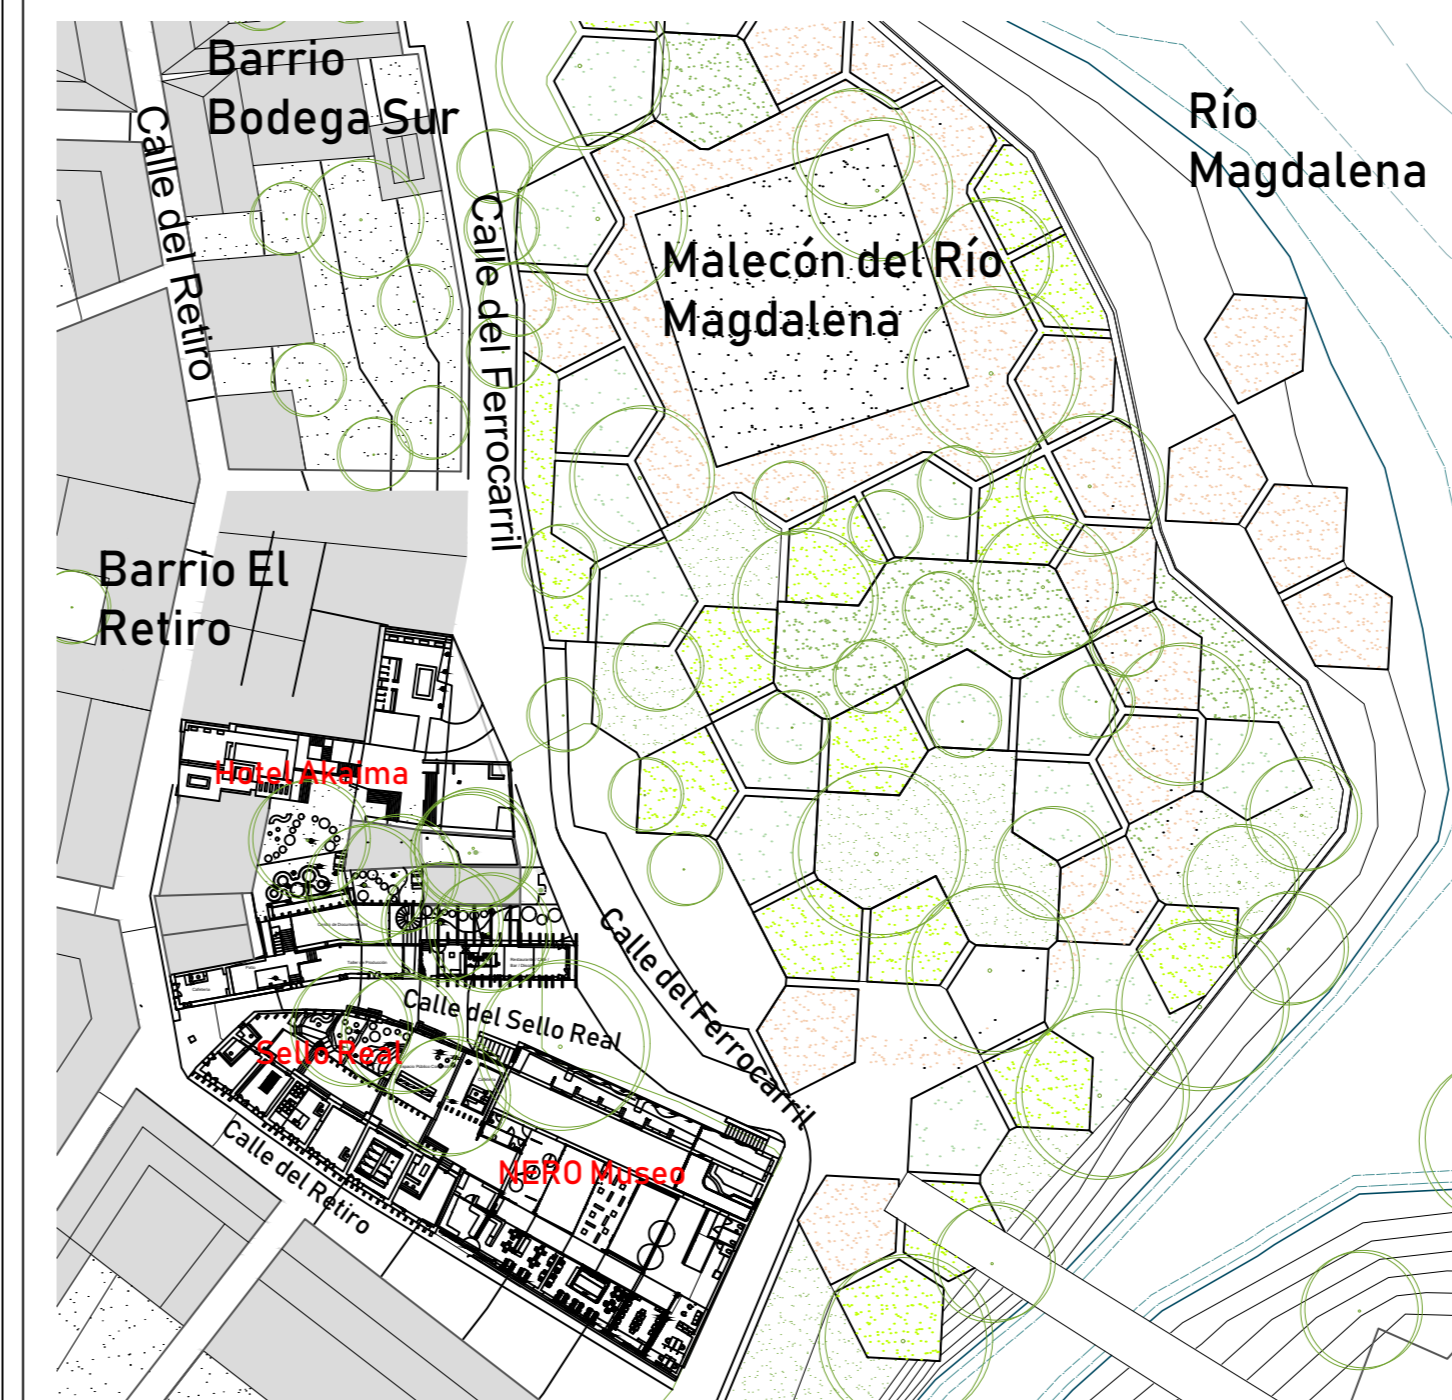 Barrio
Bodega Sur
Río
Magdalena
Calle del Retiro
Calle del Ferrocarril
Malecón del Río
Magdalena
Barrio El
Retiro
Hotel Akaima
Calle del Ferrocarril
Calle del Sello Real
Sello Real
Calle del Retiro
NERO Museo